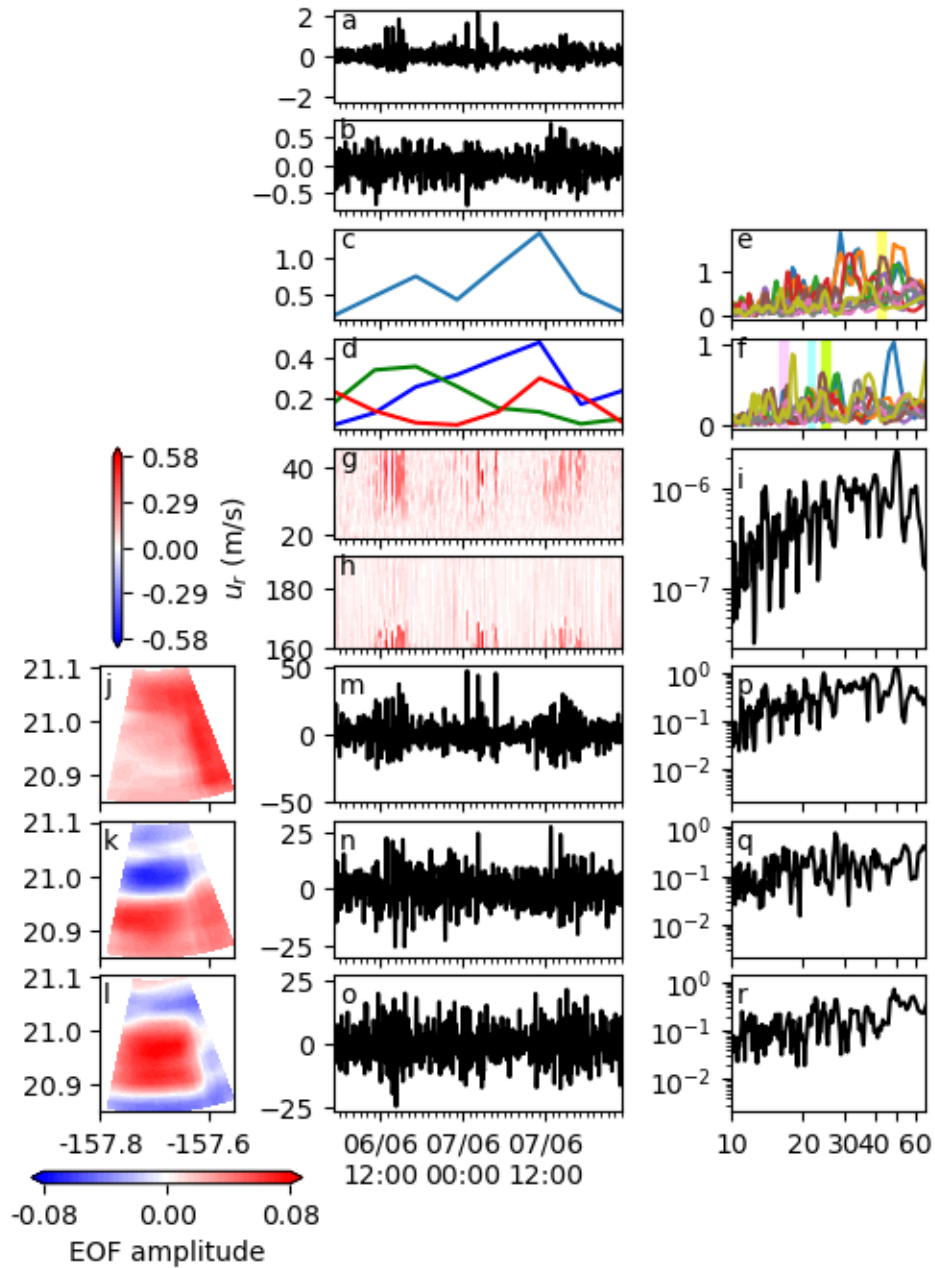 a
2
0
−2
b
0.5
0.0
−0.5
c
1.0
0.5
e
1
0
d
0.4
0.2
f
1
0
0.58
0.29
0.00
-0.29
-0.58
u_r (m/s)
g
40
20
h
180
160
i
10^−6
10^−7
j
21.1
21.0
20.9
m
50
0
−50
p
10^0
10^−1
10^−2
k
21.1
21.0
20.9
n
25
0
−25
q
10^0
10^−1
10^−2
l
21.1
21.0
20.9
o
25
0
−25
r
10^0
10^−1
10^−2
-157.8 -157.6
06/06 07/06 07/06
12:00 00:00 12:00
10 20 30 40 60
-0.08 0.00 0.08
EOF amplitude